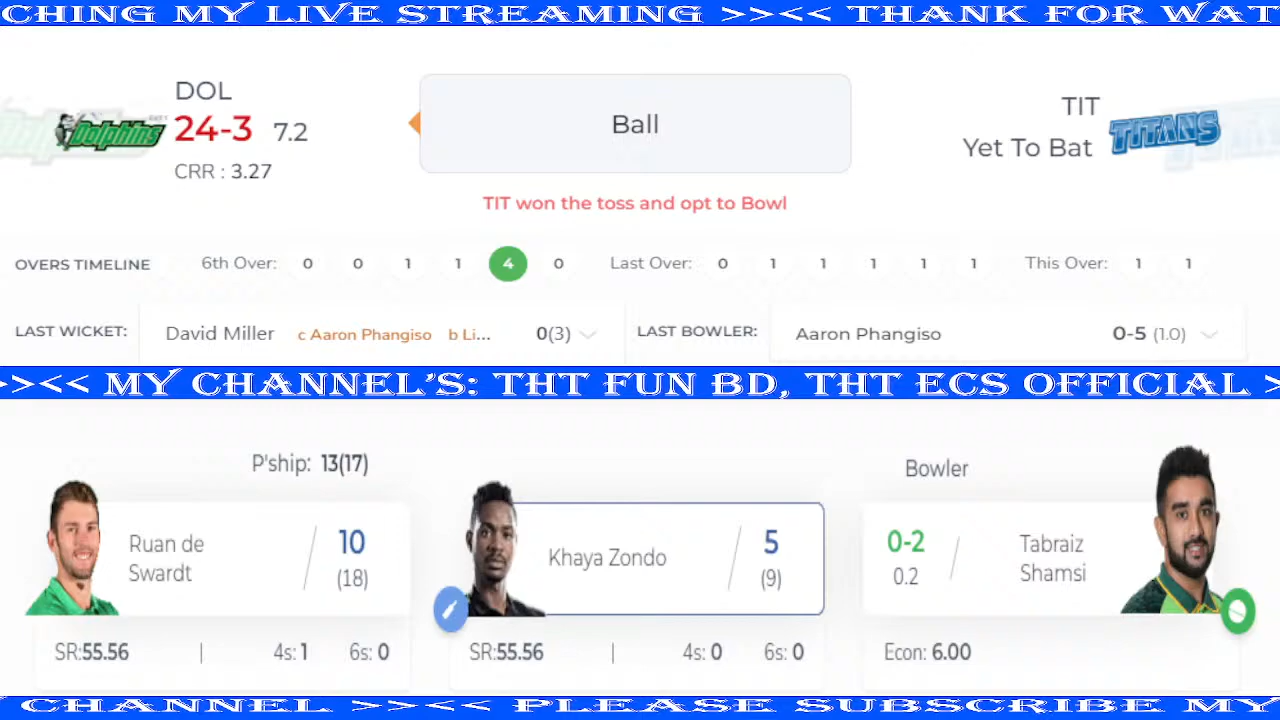 CHING MY LIVE STREAMING >><< THANK FOR WAT
DOL
Dolphins 24-3 7.2
CRR : 3.27
Ball
TIT
Yet To Bat TITANS
TIT won the toss and opt to Bowl
OVERS TIMELINE 6th Over: 0 0 1 1 4 0 Last Over: 0 1 1 1 1 1 This Over: 1 1
LAST WICKET: David Miller c Aaron Phangiso b Li... 0(3) LAST BOWLER: Aaron Phangiso 0-5 (1.0)
>><< MY CHANNEL'S: THT FUN BD, THT ECS OFFICIAL >
P'ship: 13(17)
Ruan de Swardt 10 (18)
SR:55.56 | 4s: 1 6s: 0
Khaya Zondo 5 (9)
SR:55.56 | 4s: 0 6s: 0
Bowler
0-2 0.2 Tabraiz Shamsi
Econ: 6.00
CHANNEL >><< PLEASE SUBSCRIBE MY